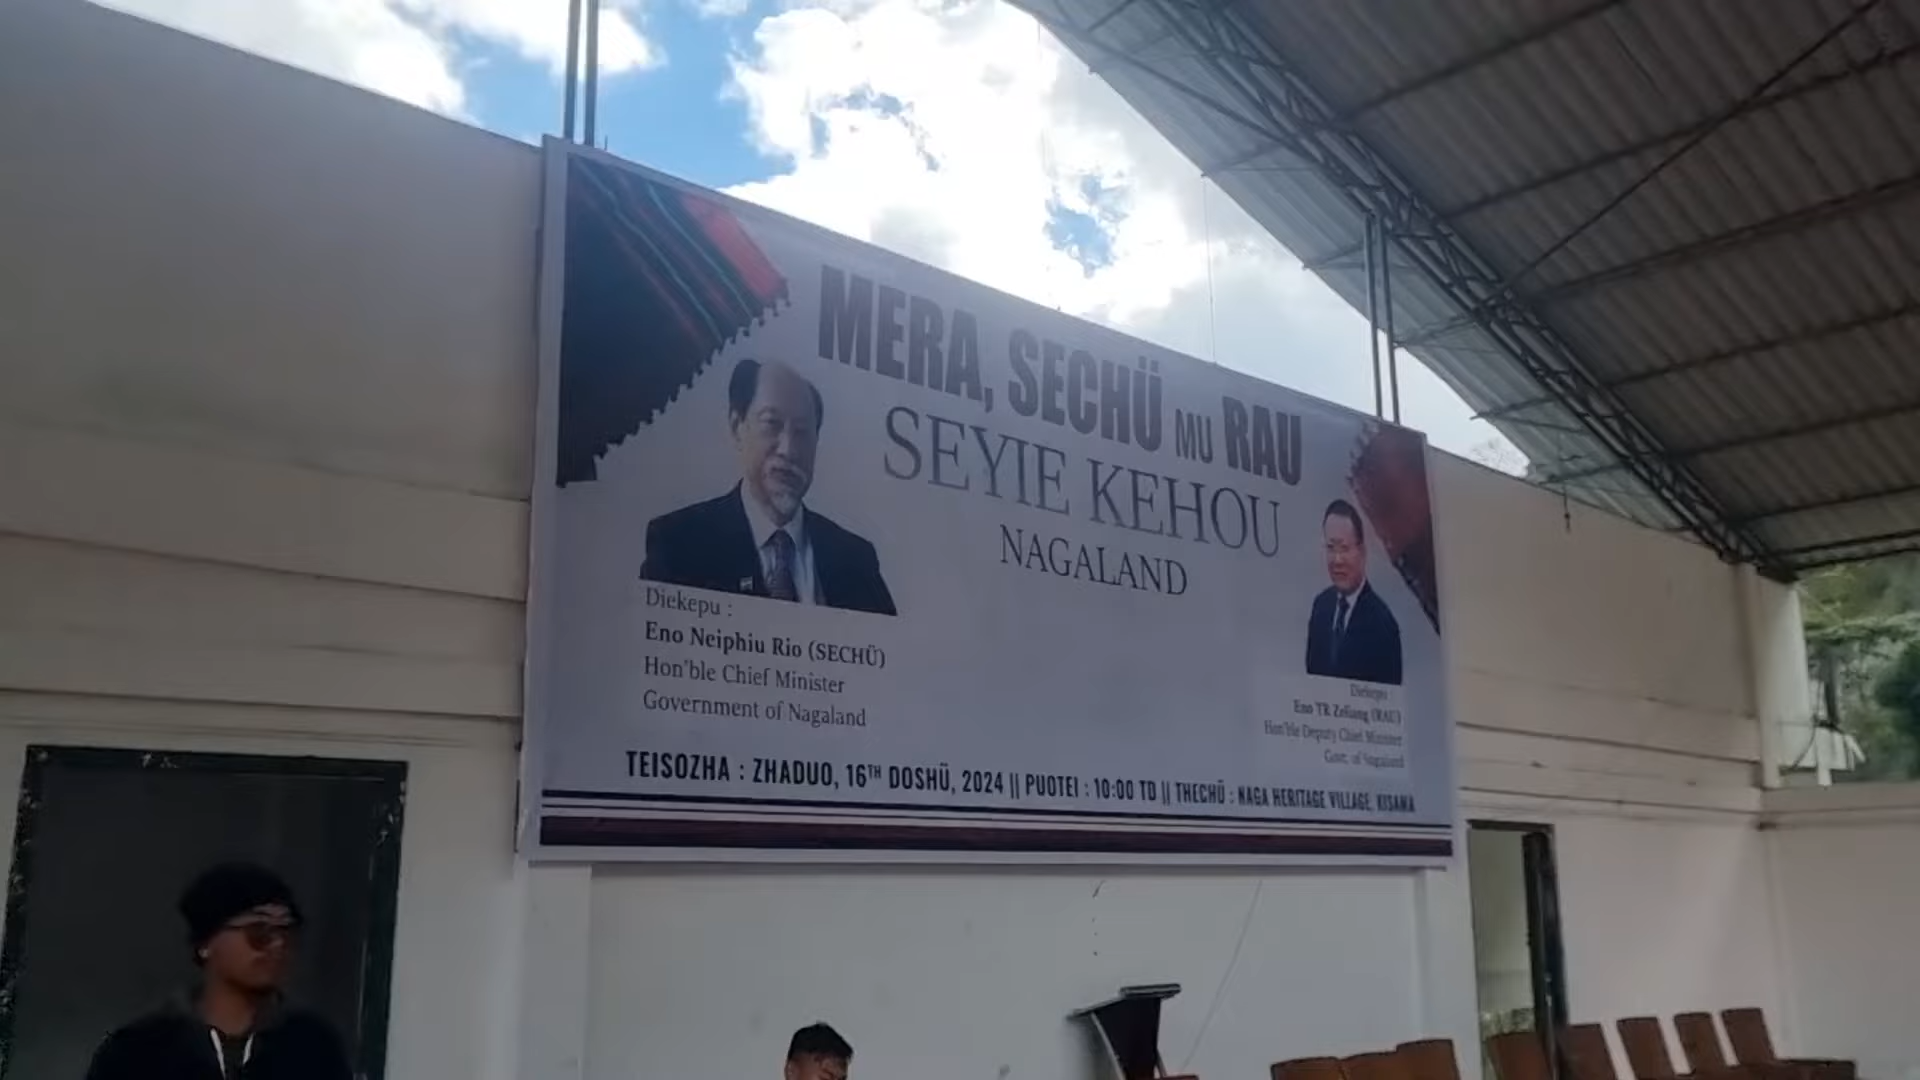 MERA, SECHÜ MU RAU
SEYIE KEHOU
NAGALAND
Diekepu :
Eno Neiphiu Rio (SECHÜ)
Hon'ble Chief Minister
Government of Nagaland
Diekepu :
Eno TR Zeliang (RAU)
Hon'ble Deputy Chief Minister
Govt. of Nagaland
TEISOZHA : ZHADUO, 16TH DOSHÜ, 2024 || PUOTEI : 10:00 TD || THECHÜ : NAGA HERITAGE VILLAGE, KISAMA